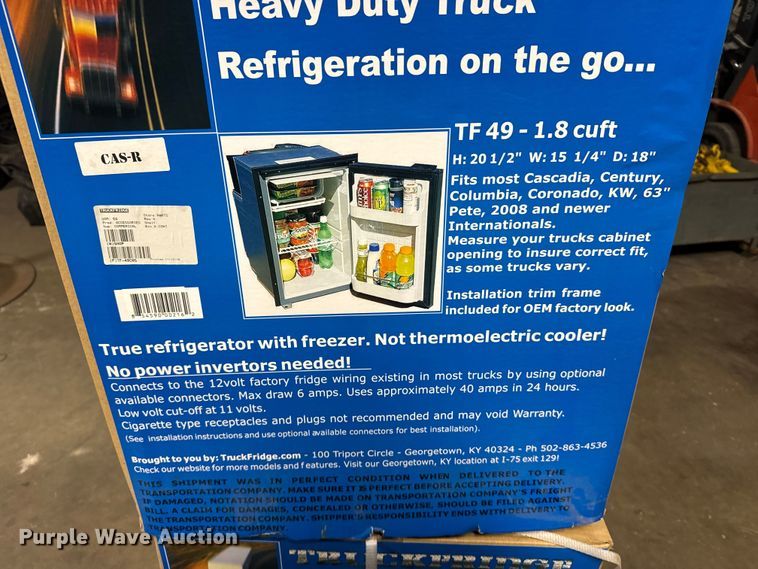 Heavy Duty Truck
Refrigeration on the go...
TF 49 - 1.8 cuft
H: 20 1/2" W: 15 1/4" D: 18"
Fits most Cascadia, Century,
Columbia, Coronado, KW, 63"
Pete, 2008 and newer
Internationals.
Measure your trucks cabinet
opening to insure correct fit,
as some trucks vary.
Installation trim frame
included for OEM factory look.
CAS-R
TRUCKFRIDGE
True refrigerator with freezer. Not thermoelectric cooler!
No power invertors needed!
Connects to the 12volt factory fridge wiring existing in most trucks by using optional
available connectors. Max draw 6 amps. Uses approximately 40 amps in 24 hours.
Low volt cut-off at 11 volts.
Cigarette type receptacles and plugs not recommended and may void Warranty.
(See installation instructions and use optional available connectors for best installation).
Brought to you by: TruckFridge.com - 100 Triport Circle - Georgetown, KY 40324 - Ph 502-863-4536
Check our website for more models and features. Visit our Georgetown, KY location at I-75 exit 129!
THIS SHIPMENT WAS IN PERFECT CONDITION WHEN DELIVERED TO THE
TRANSPORTATION COMPANY. MAKE SURE IT IS PERFECT BEFORE ACCEPTING DELIVERY.
IF DAMAGED, NOTATION SHOULD BE MADE ON TRANSPORTATION COMPANY'S FREIGHT
BILL. A CLAIM FOR DAMAGES, CONCEALED OR OTHERWISE, SHOULD BE FILED AGAINST
THE TRANSPORTATION COMPANY. SHIPPER'S RESPONSIBILITY ENDS WITH DELIVERY TO
TRANSPORTATION COMPANY.
TRUCKFRIDGE
Purple Wave Auction